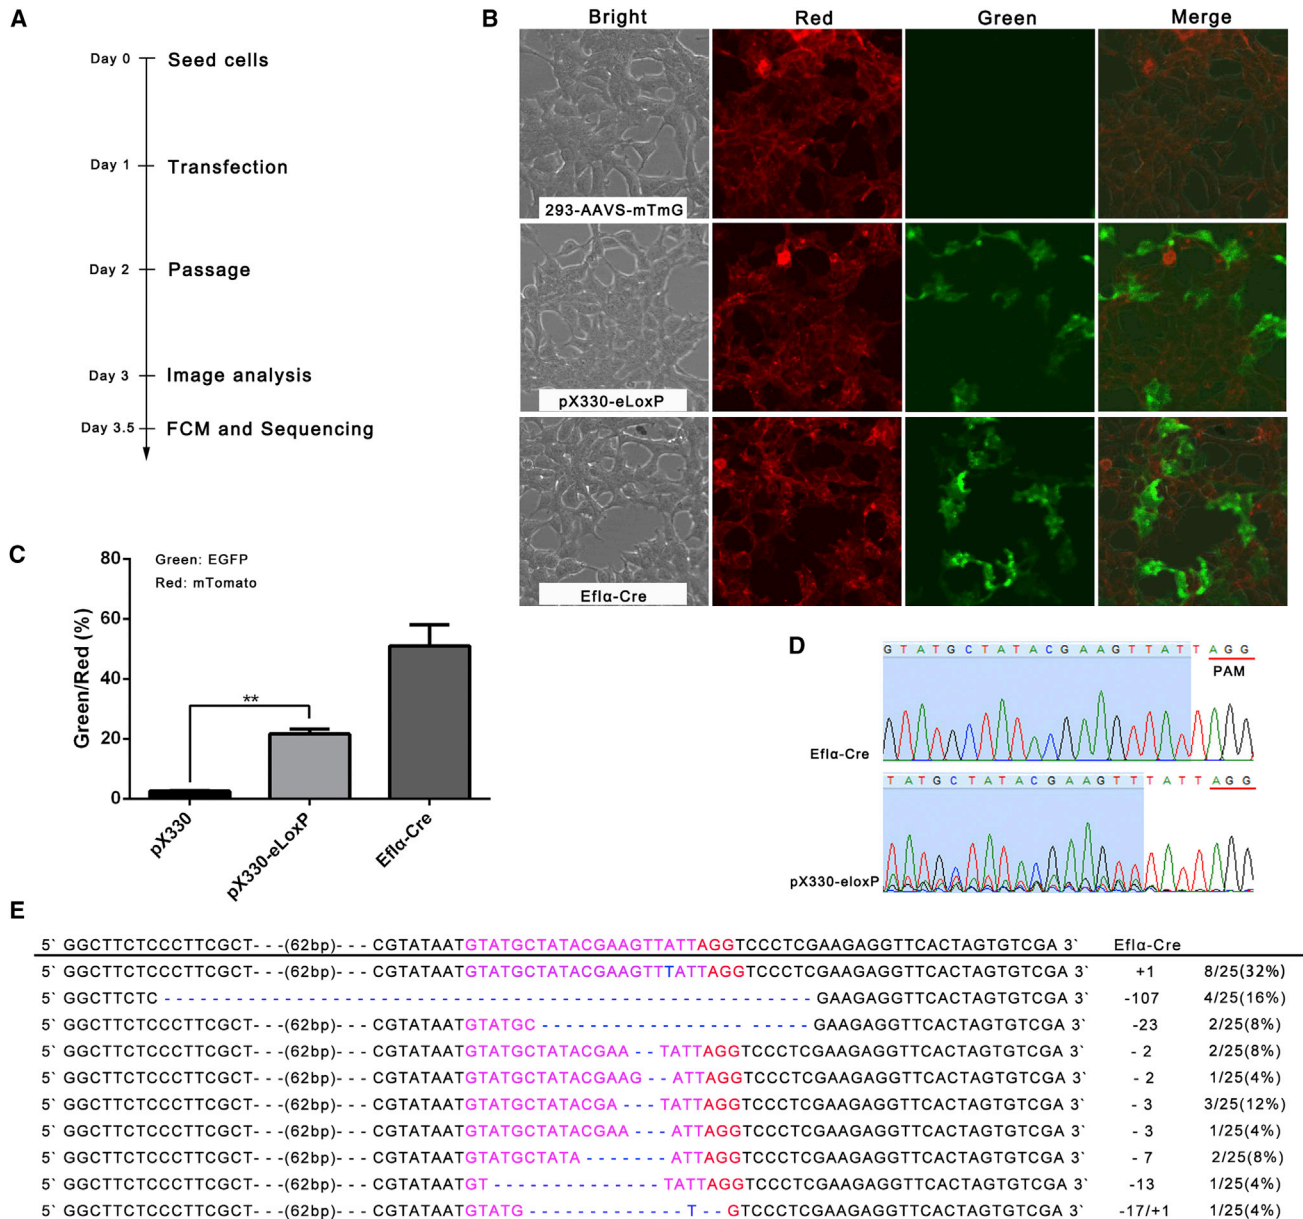 A
Day 0 Seed cells
Day 1 Transfection
Day 2 Passage
Day 3 Image analysis
Day 3.5 FCM and Sequencing
B
Bright Red Green Merge
293-AAVS-mTmG
pX330-eLoxP
EfIα-Cre
C
Green: EGFP
Red: mTomato
Green/Red (%)
80
60
40
20
0
**
pX330
pX330-eLoxP
EfIα-Cre
D
G T A T G C T A T A C G A A G T T A T T A G G
PAM
EfIα-Cre
T A T G C T A T A C G A A G T T T A T T A G G
pX330-eloxP
E
5` GGCTTCTCCCTTCGCT- - -(62bp)- - - CGTATAATGTATGCTATACGAAGTTATTAGGTCCCTCGAAGAGGTTCACTAGTGTCGA 3` EfIα-Cre
5` GGCTTCTCCCTTCGCT- - -(62bp)- - - CGTATAATGTATGCTATACGAAGTTTATTAGGTCCCTCGAAGAGGTTCACTAGTGTCGA 3` +1 8/25(32%)
5` GGCTTCTC - - - - - - - - - - - - - - - - - - - - - - - - - - - - - - - - - - - - - - - - - - - - - - - - - - - - - - - - GAAGAGGTTCACTAGTGTCGA 3` -107 4/25(16%)
5` GGCTTCTCCCTTCGCT- - -(62bp)- - - CGTATAATGTATGC - - - - - - - - - - - - - - - - - - - - - - - GAAGAGGTTCACTAGTGTCGA 3` -23 2/25(8%)
5` GGCTTCTCCCTTCGCT- - -(62bp)- - - CGTATAATGTATGCTATACGAA - - TATTAGGTCCCTCGAAGAGGTTCACTAGTGTCGA 3` - 2 2/25(8%)
5` GGCTTCTCCCTTCGCT- - -(62bp)- - - CGTATAATGTATGCTATACGAAG - - ATTAGGTCCCTCGAAGAGGTTCACTAGTGTCGA 3` - 2 1/25(4%)
5` GGCTTCTCCCTTCGCT- - -(62bp)- - - CGTATAATGTATGCTATACGA - - - TATTAGGTCCCTCGAAGAGGTTCACTAGTGTCGA 3` - 3 3/25(12%)
5` GGCTTCTCCCTTCGCT- - -(62bp)- - - CGTATAATGTATGCTATACGAA - - - ATTAGGTCCCTCGAAGAGGTTCACTAGTGTCGA 3` - 3 1/25(4%)
5` GGCTTCTCCCTTCGCT- - -(62bp)- - - CGTATAATGTATGCTATA - - - - - - - ATTAGGTCCCTCGAAGAGGTTCACTAGTGTCGA 3` - 7 2/25(8%)
5` GGCTTCTCCCTTCGCT- - -(62bp)- - - CGTATAATGT - - - - - - - - - - - - - TATTAGGTCCCTCGAAGAGGTTCACTAGTGTCGA 3` -13 1/25(4%)
5` GGCTTCTCCCTTCGCT- - -(62bp)- - - CGTATAATGTATG - - - - - - - - - - - - - T - - GTCCCTCGAAGAGGTTCACTAGTGTCGA 3` -17/+1 1/25(4%)